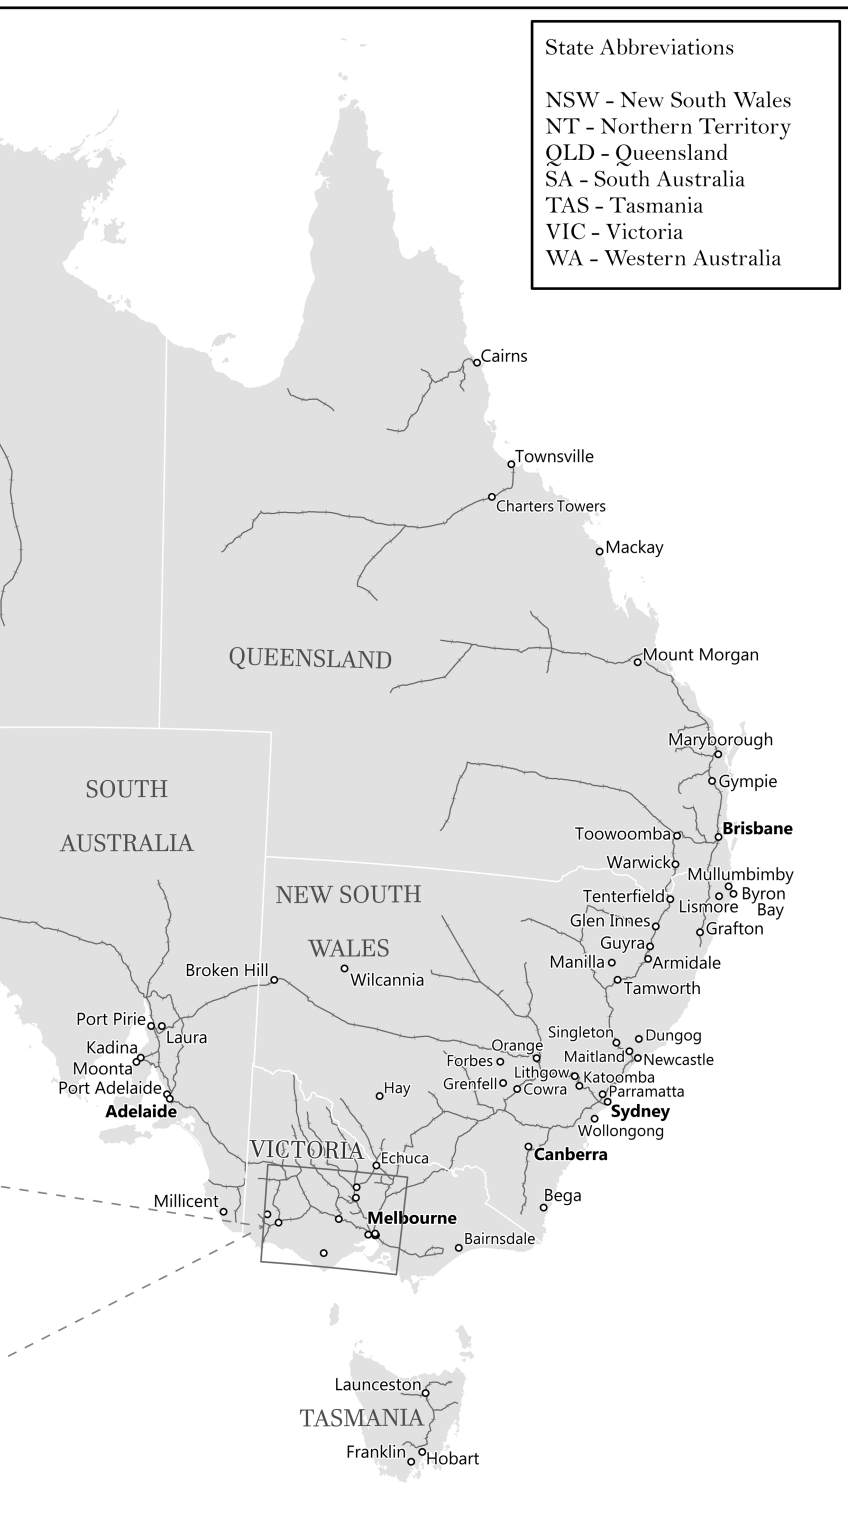 State Abbreviations
NSW - New South Wales
NT - Northern Territory
QLD - Queensland
SA - South Australia
TAS - Tasmania
VIC - Victoria
WA - Western Australia
Cairns
Townsville
Charters Towers
Mackay
QUEENSLAND
Mount Morgan
Maryborough
Gympie
SOUTH
AUSTRALIA
Toowoomba
Brisbane
Warwick
Mullumbimby
NEW SOUTH
WALES
Tenterfield
Lismore
Byron
Bay
Glen Innes
Grafton
Guyra
Manilla
Armidale
Broken Hill
Wilcannia
Tamworth
Port Pirie
Laura
Singleton
Dungog
Kadina
Orange
Maitland
Newcastle
Moonta
Forbes
Lithgow
Katoomba
Port Adelaide
Hay
Grenfell
Cowra
Parramatta
Adelaide
Sydney
Wollongong
VICTORIA
Echuca
Canberra
Millicent
Bega
Melbourne
Bairnsdale
Launceston
TASMANIA
Franklin
Hobart